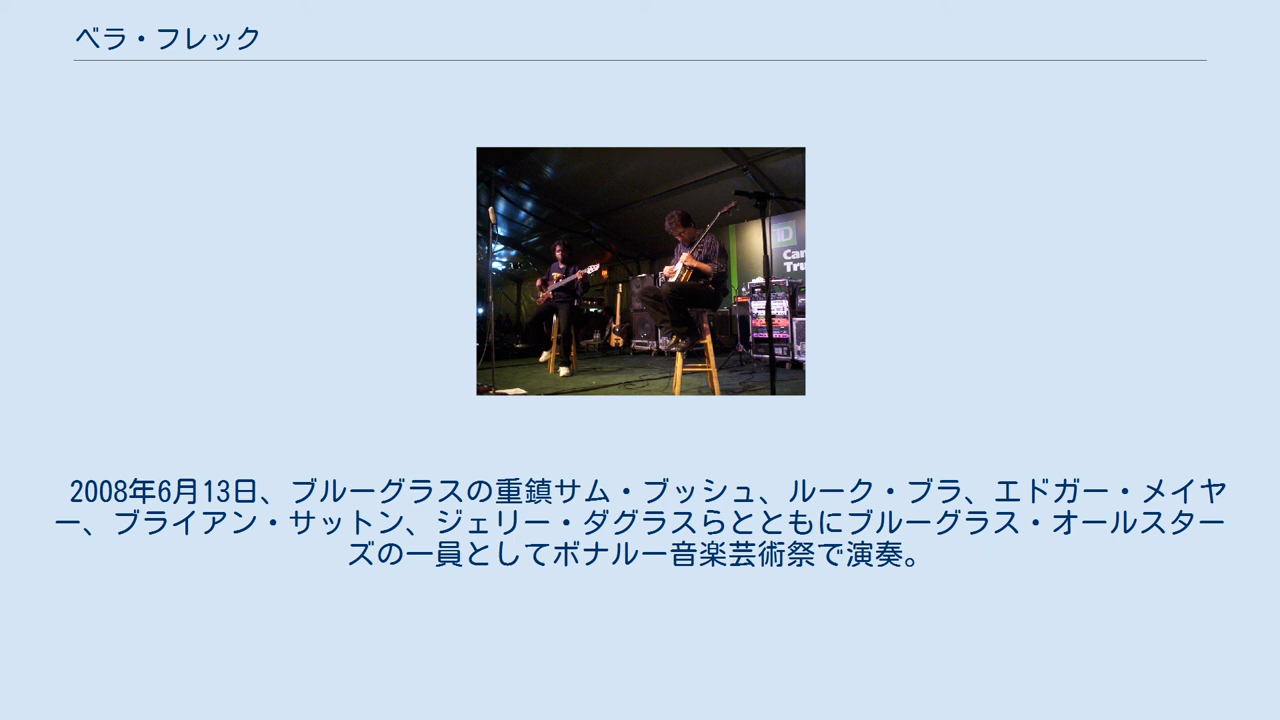 ベラ・フレック
TD
Can
Tru
2008年6月13日、ブルーグラスの重鎮サム・ブッシュ、ルーク・ブラ、エドガー・メイヤ
ー、ブライアン・サットン、ジェリー・ダグラスらとともにブルーグラス・オールスター
ズの一員としてボナルー音楽芸術祭で演奏。